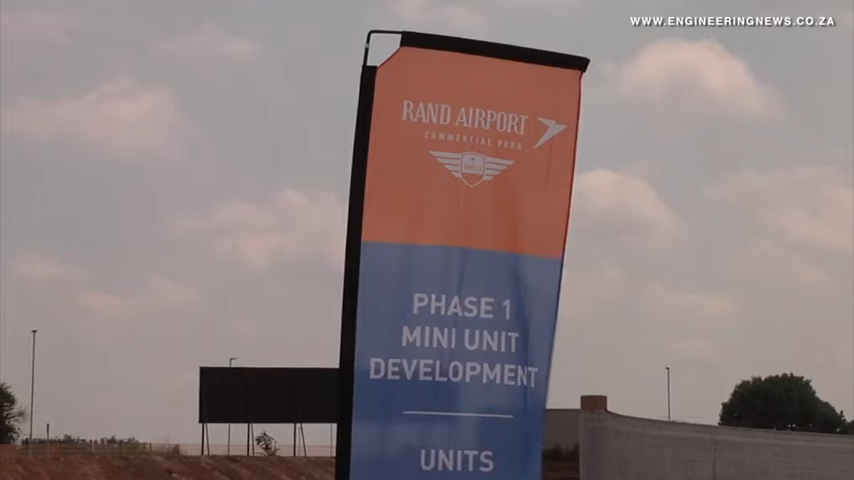 WWW.ENGINEERINGNEWS.CO.ZA
RAND AIRPORT
COMMERCIAL PARK
PHASE 1
MINI UNIT
DEVELOPMENT
UNITS